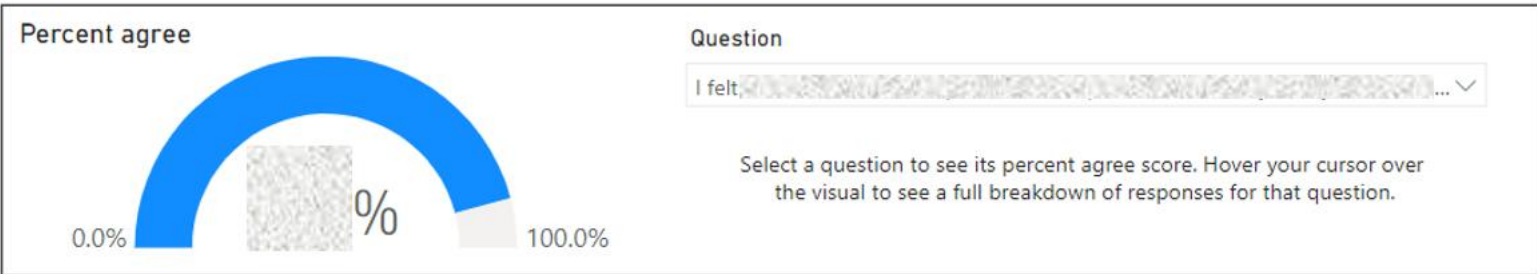 Percent agree
%
0.0%
100.0%
Question
I felt ...
Select a question to see its percent agree score. Hover your cursor over
the visual to see a full breakdown of responses for that question.